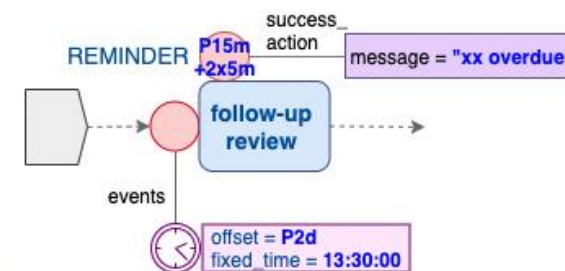 success_
action
REMINDER
P15m
+2x5m
message = "xx overdue
follow-up
review
events
offset = P2d
fixed_time = 13:30:00